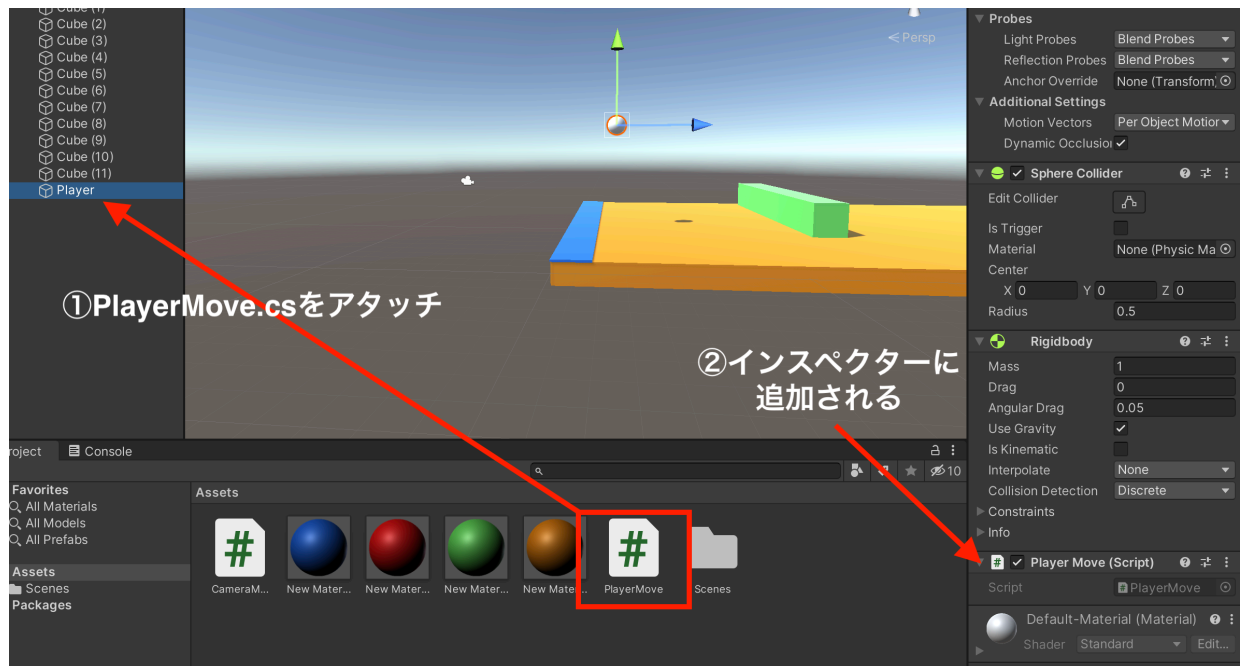 Cube (1)
Cube (2)
Cube (3)
Cube (4)
Cube (5)
Cube (6)
Cube (7)
Cube (8)
Cube (9)
Cube (10)
Cube (11)
Player
Persp
①PlayerMove.csをアタッチ
②インスペクターに
追加される
Probes
Light Probes Blend Probes
Reflection Probes Blend Probes
Anchor Override None (Transform)
Additional Settings
Motion Vectors Per Object Motior
Dynamic Occlusio
Sphere Collider
Edit Collider
Is Trigger
Material None (Physic Ma
Center
X 0 Y 0 Z 0
Radius 0.5
Rigidbody
Mass 1
Drag 0
Angular Drag 0.05
Use Gravity
Is Kinematic
Interpolate None
Collision Detection Discrete
Constraints
Info
# Player Move (Script)
Script # PlayerMove
Default-Material (Material)
Shader Standard Edit...
roject Console
10
Favorites
All Materials
All Models
All Prefabs
Assets
Scenes
Packages
Assets
# #
CameraM... New Mater... New Mater... New Mater... New Mate... PlayerMove Scenes